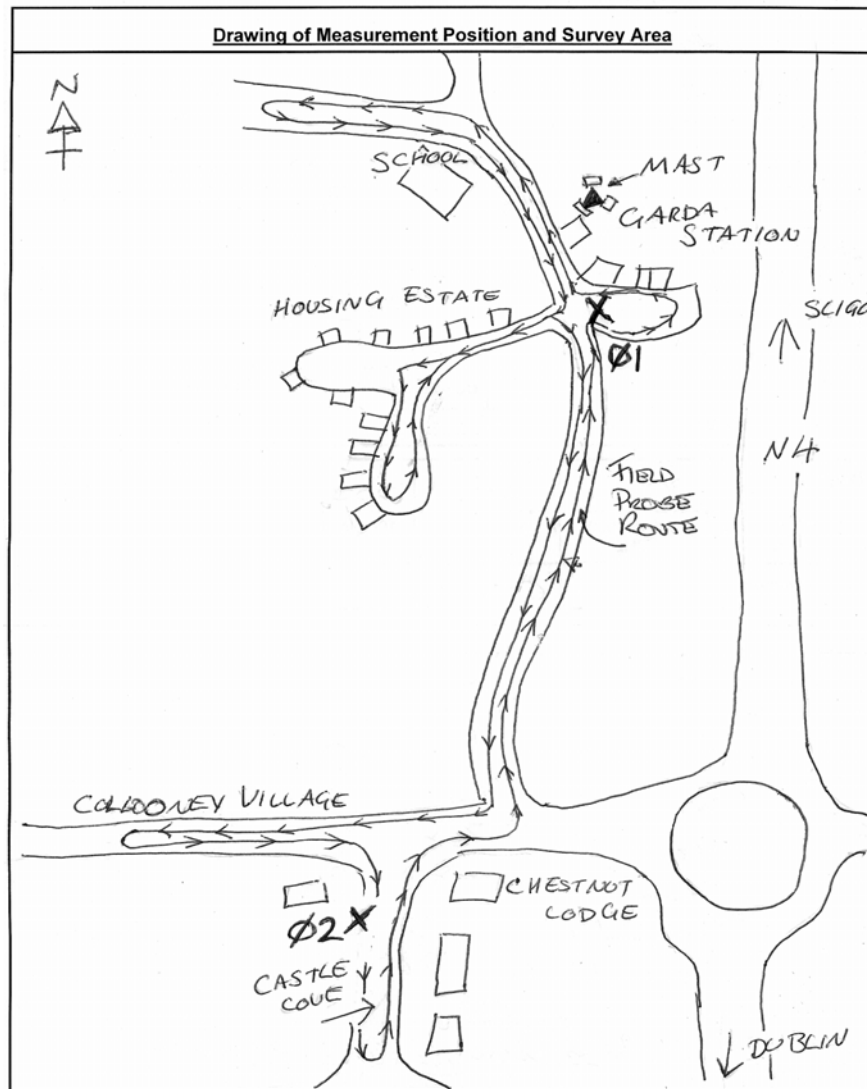 Drawing of Measurement Position and Survey Area
N
SCHOOL
MAST
GARDA
STATION
HOUSING ESTATE
SLIGO
Ø1
N4
FIELD
PROBE
ROUTE
COLLOONEY VILLAGE
CHESTNUT
LODGE
Ø2
CASTLE
COVE
DUBLIN